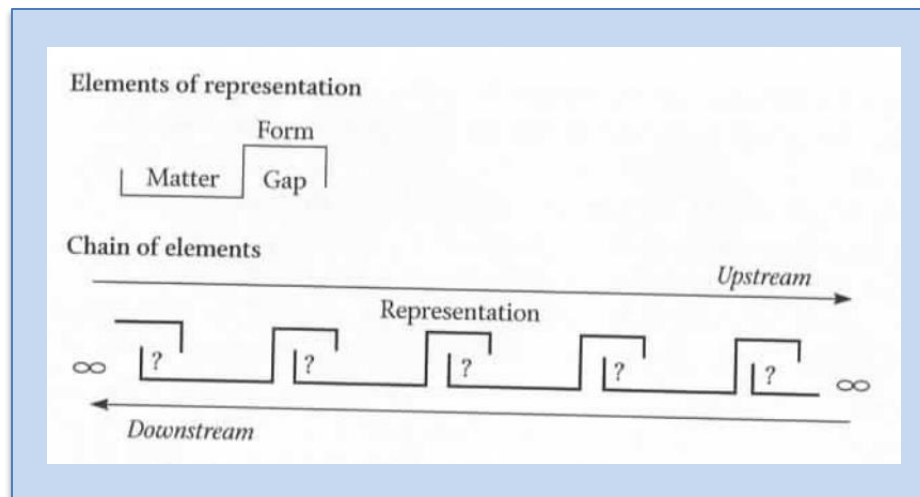 Elements of representation
Form
Matter Gap
Chain of elements
Upstream
Representation
∞ ? ? ? ? ? ∞
Downstream